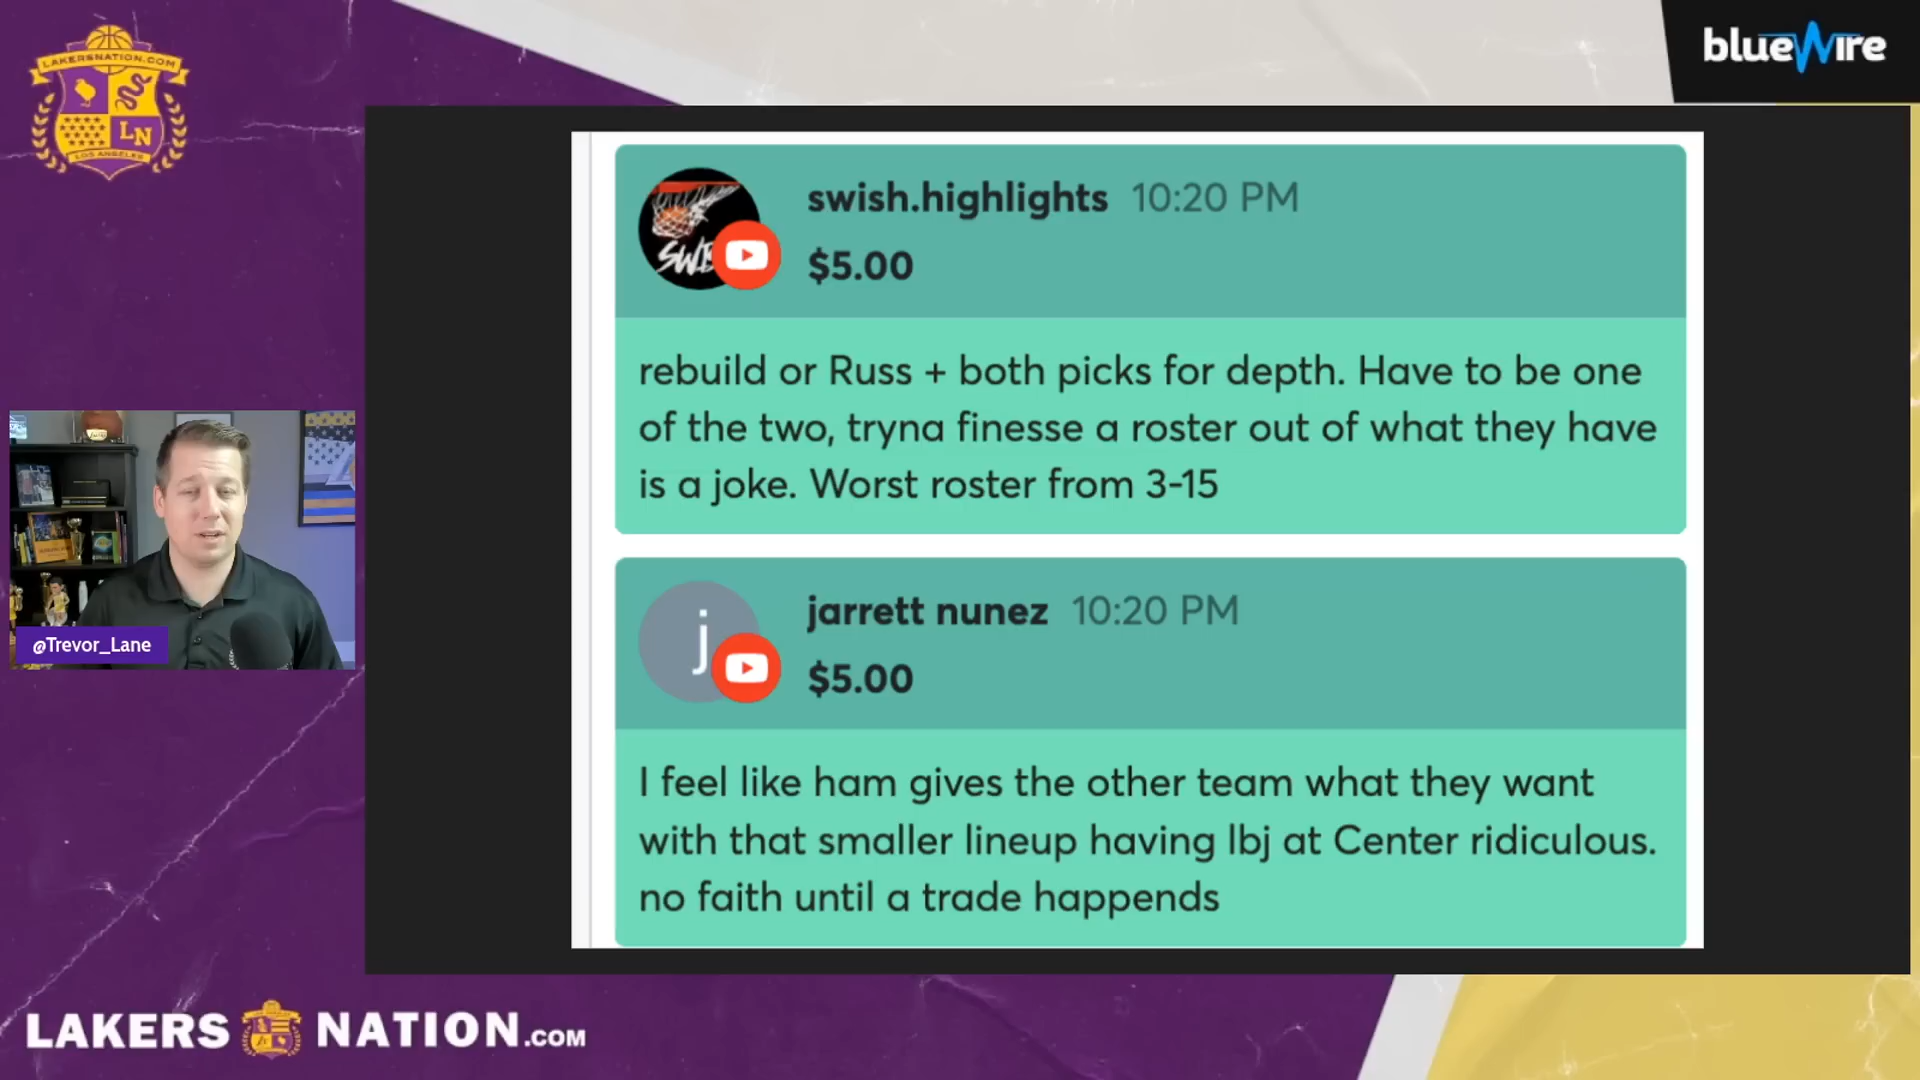 LAKERSNATION.COM
LN
LOS ANGELES
blueWire
swish.highlights 10:20 PM
$5.00
rebuild or Russ + both picks for depth. Have to be one
of the two, tryna finesse a roster out of what they have
is a joke. Worst roster from 3-15
j
jarrett nunez 10:20 PM
$5.00
I feel like ham gives the other team what they want
with that smaller lineup having lbj at Center ridiculous.
no faith until a trade happends
@Trevor_Lane
LAKERS NATION.COM